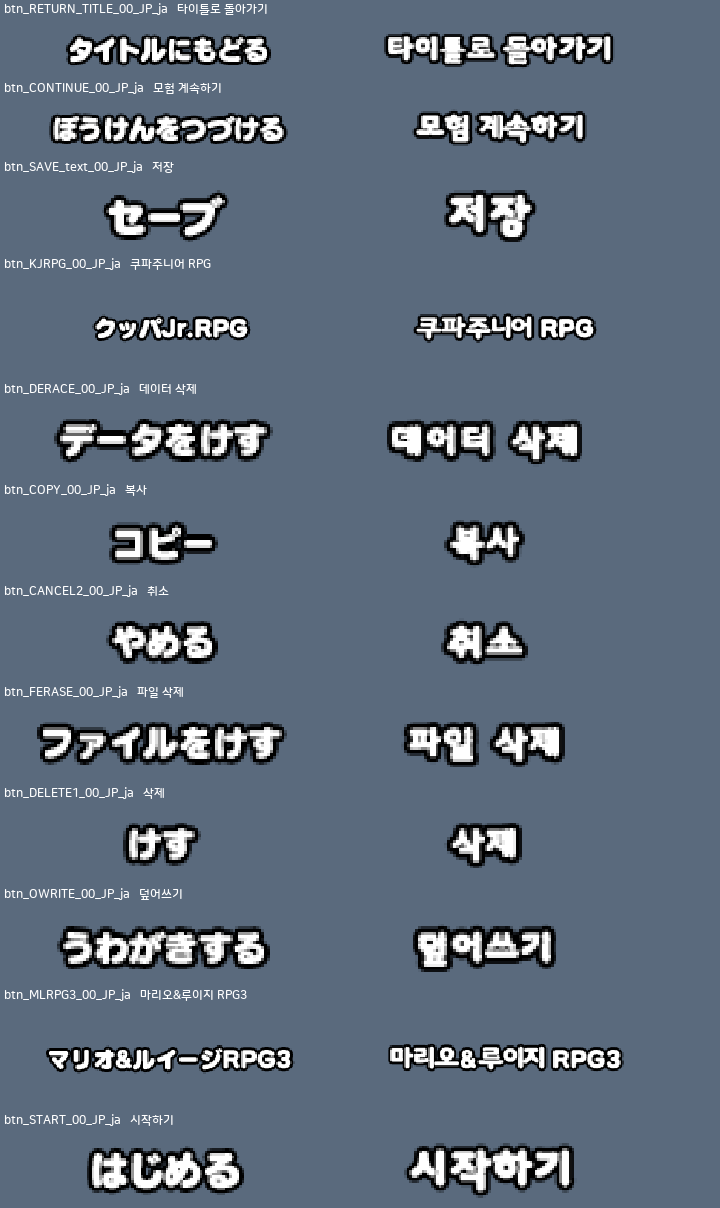 btn_RETURN_TITLE_00_JP_ja 타이틀로 돌아가기
タイトルにもどる 타이틀로 돌아가기
btn_CONTINUE_00_JP_ja 모험 계속하기
ぼうけんをつづける 모험 계속하기
btn_SAVE_text_00_JP_ja 저장
セーブ 저장
btn_KJRPG_00_JP_ja 쿠파주니어 RPG
クッパJr.RPG 쿠파주니어 RPG
btn_DERACE_00_JP_ja 데이터 삭제
データをけす 데이터 삭제
btn_COPY_00_JP_ja 복사
コピー 복사
btn_CANCEL2_00_JP_ja 취소
やめる 취소
btn_FERASE_00_JP_ja 파일 삭제
ファイルをけす 파일 삭제
btn_DELETE1_00_JP_ja 삭제
けす 삭제
btn_OWRITE_00_JP_ja 덮어쓰기
うわがきする 덮어쓰기
btn_MLRPG3_00_JP_ja 마리오&루이지 RPG3
マリオ&ルイージRPG3 마리오&루이지 RPG3
btn_START_00_JP_ja 시작하기
はじめる 시작하기